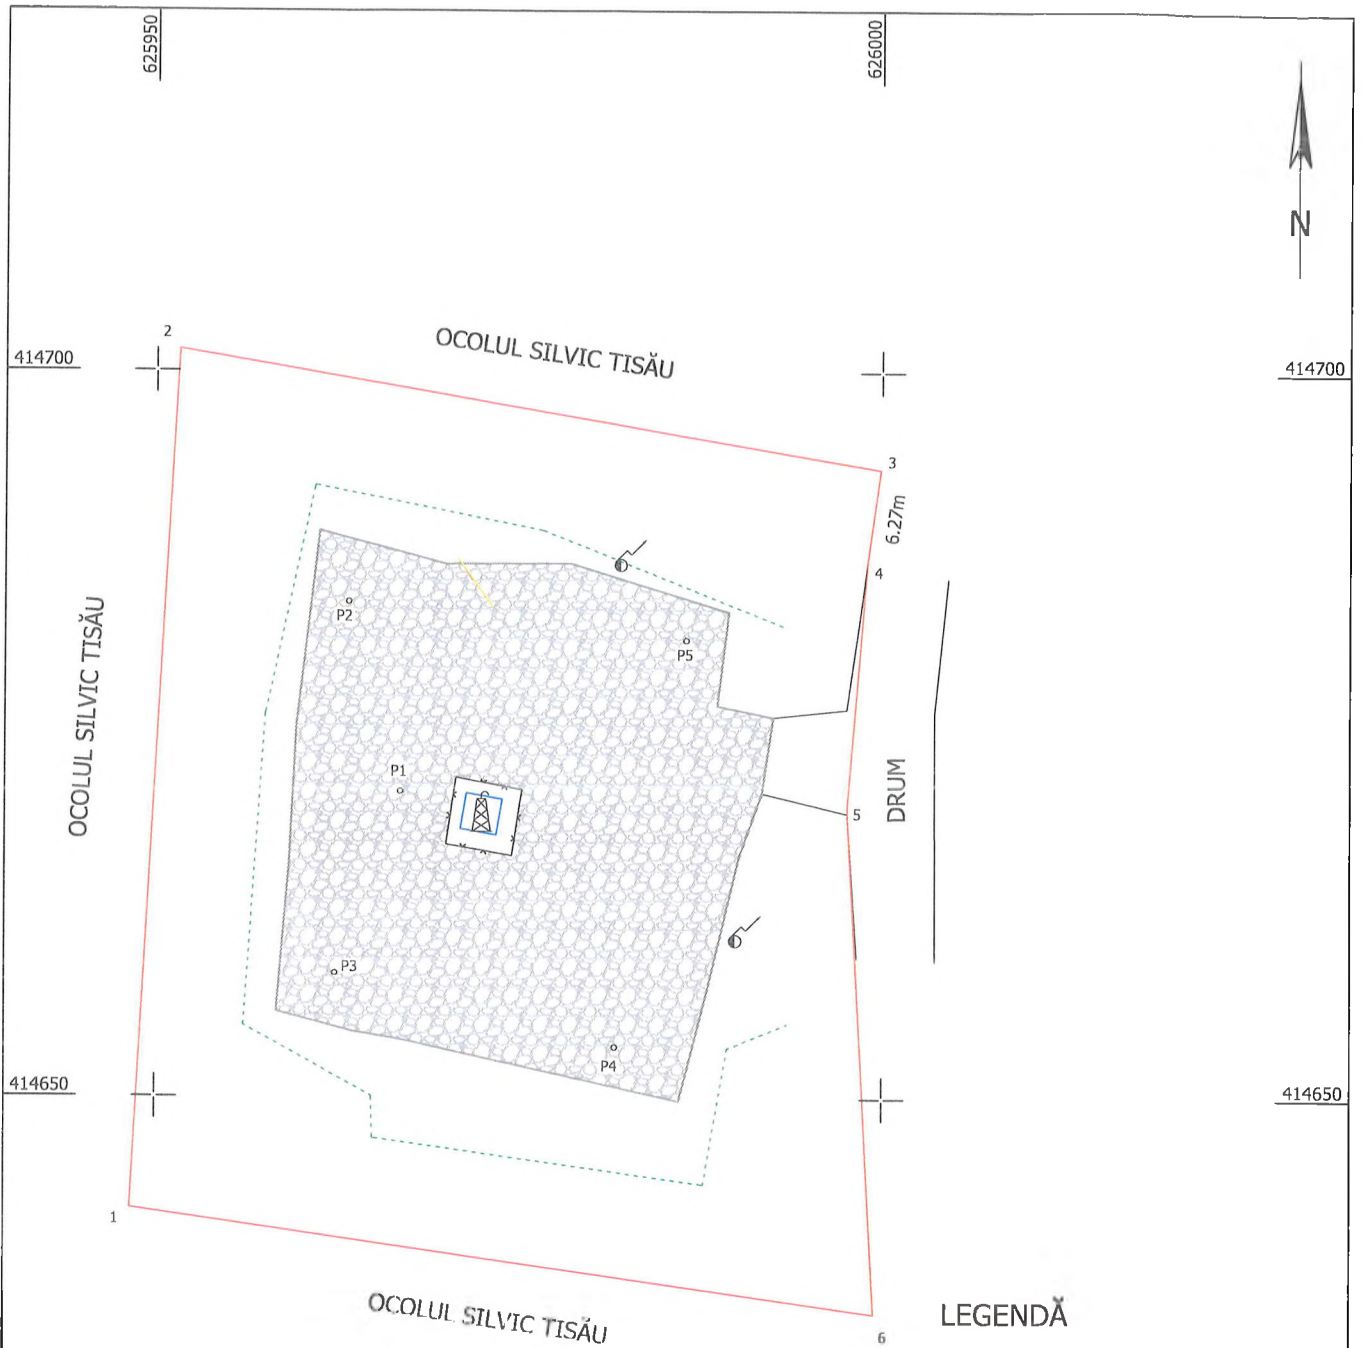 625950
626000
N
2
OCOLUL SILVIC TISĂU
414700
414700
3
6.27m
4
P2
P5
OCOLUL SILVIC TISĂU
P1
DRUM
5
P3
P4
414650
414650
1
OCOLUL SILVIC TISĂU
LEGENDĂ
6